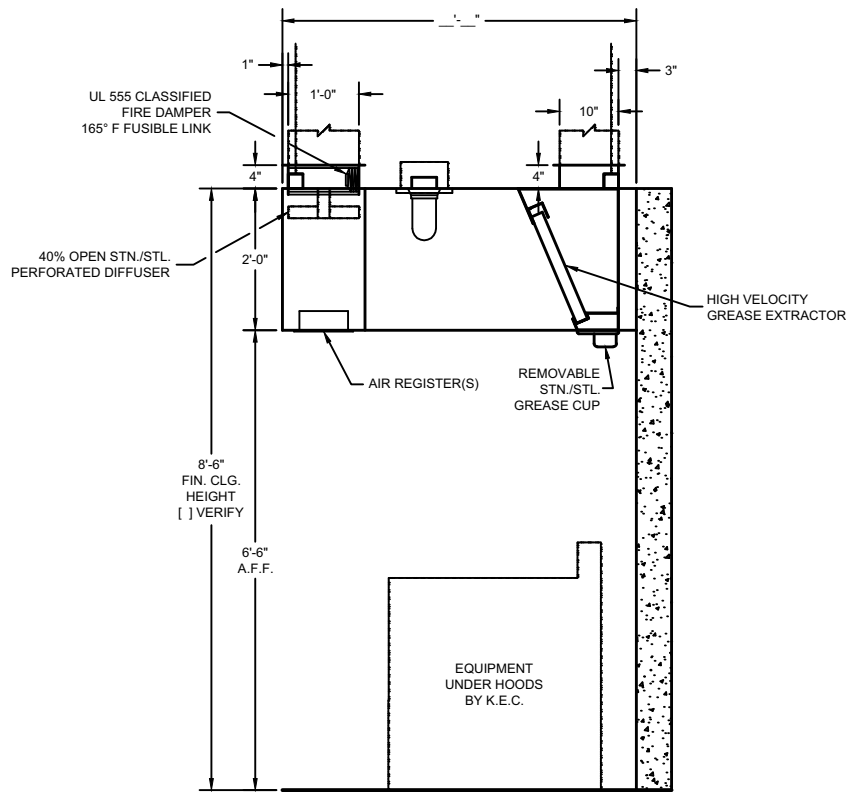 __'-__"
1"
3"
UL 555 CLASSIFIED
FIRE DAMPER
165° F FUSIBLE LINK
1'-0"
10"
4"
4"
40% OPEN STN./STL.
PERFORATED DIFFUSER
2'-0"
HIGH VELOCITY
GREASE EXTRACTOR
AIR REGISTER(S)
REMOVABLE
STN./STL.
GREASE CUP
8'-6"
FIN. CLG.
HEIGHT
[ ] VERIFY
6'-6"
A.F.F.
EQUIPMENT
UNDER HOODS
BY K.E.C.